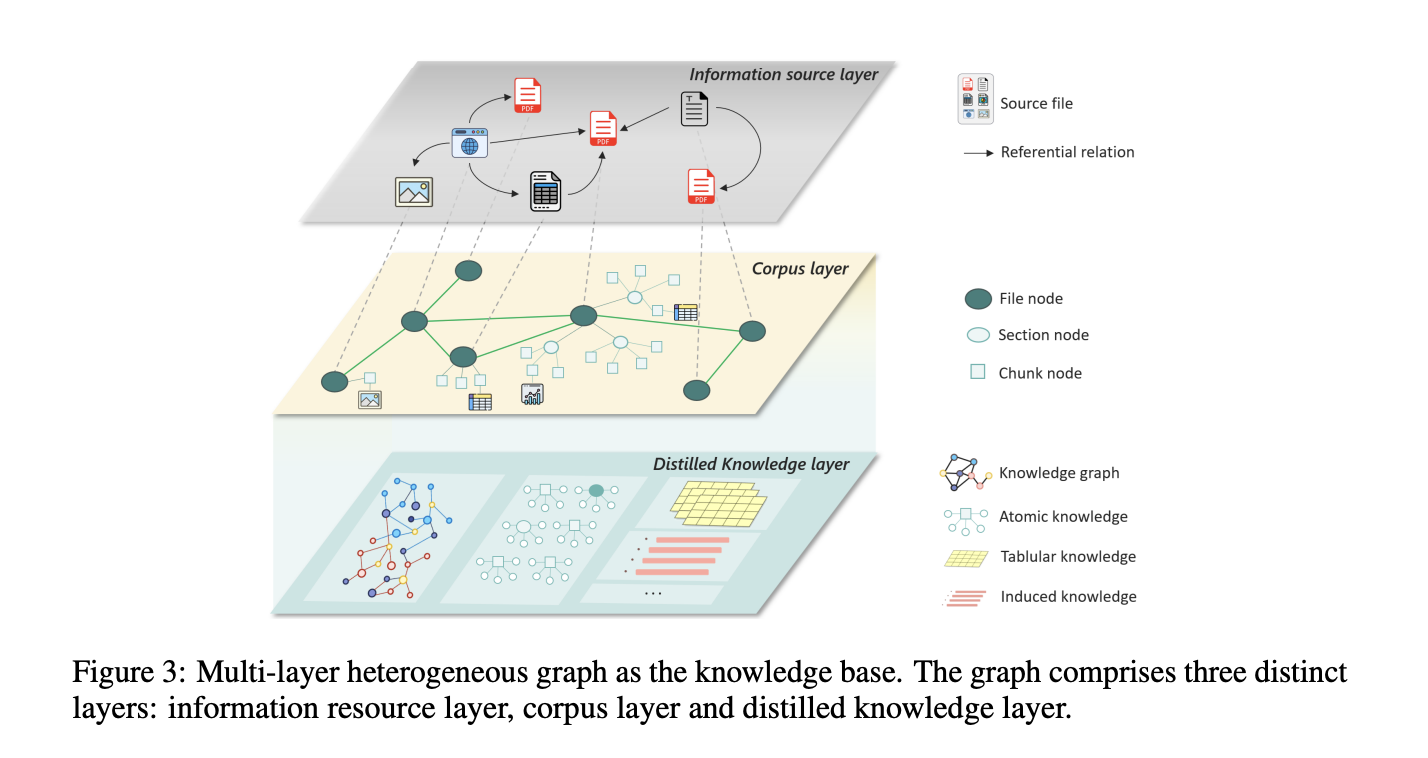 Information source layer
PDF
PDF
T
PDF
Source file
Referential relation
Corpus layer
File node
Section node
Chunk node
Distilled Knowledge layer
...
Knowledge graph
Atomic knowledge
Tablular knowledge
Induced knowledge
Figure 3: Multi-layer heterogeneous graph as the knowledge base. The graph comprises three distinct
layers: information resource layer, corpus layer and distilled knowledge layer.